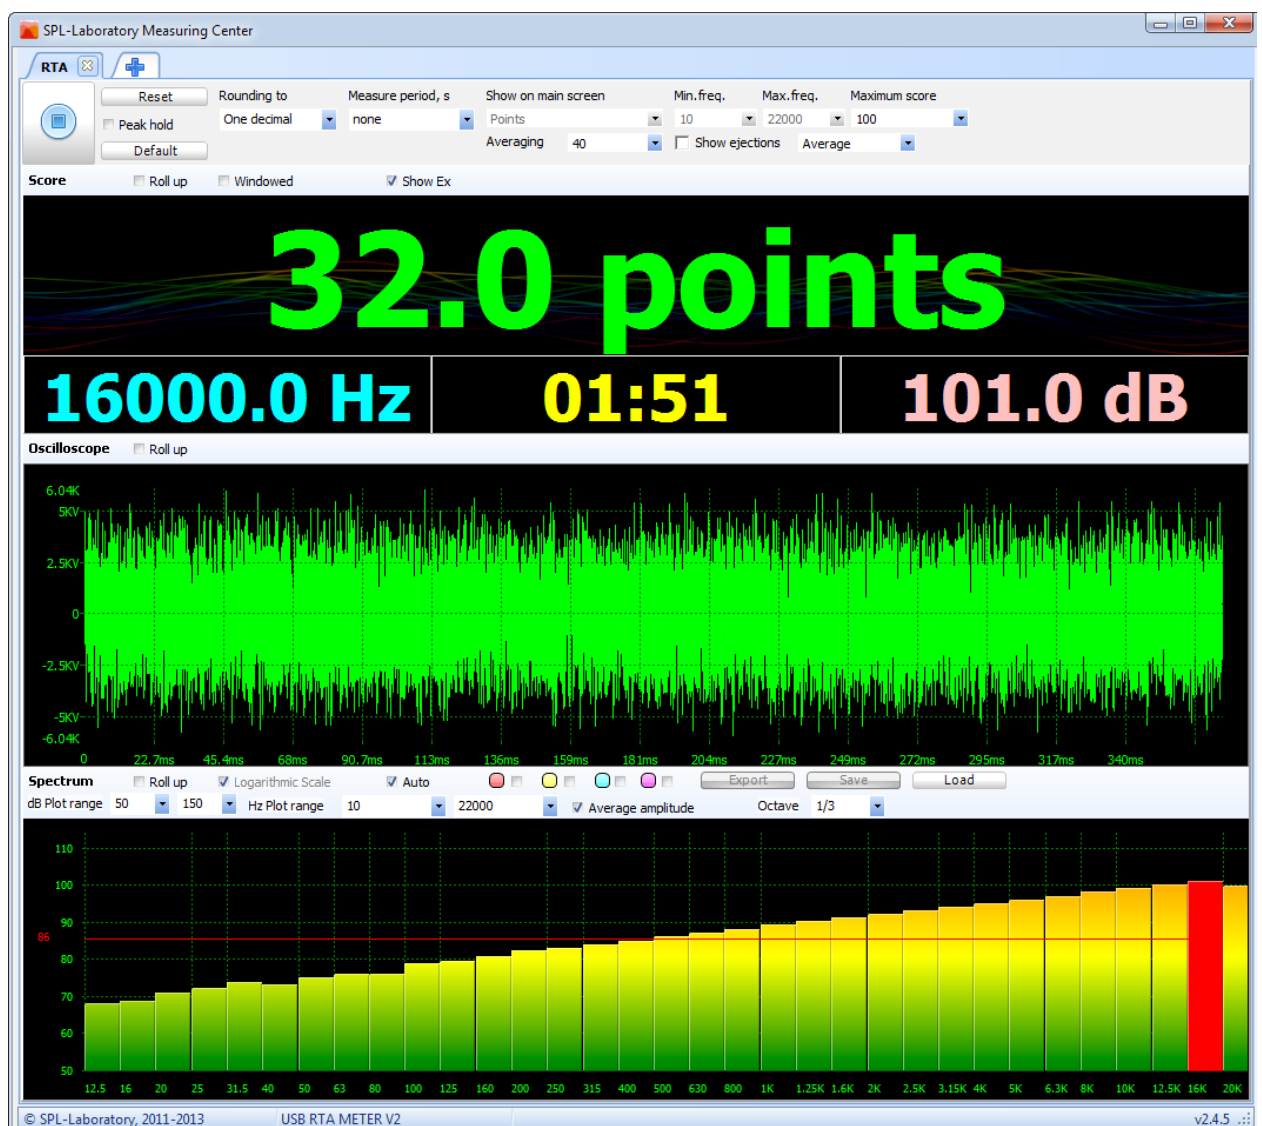 SPL-Laboratory Measuring Center
RTA
Reset Rounding to Measure period, s Show on main screen Min.freq. Max.freq. Maximum score
Peak hold One decimal none Points 10 22000 100
Default Averaging 40 Show ejections Average
Score Roll up Windowed Show Ex
32.0 points
16000.0 Hz 01:51 101.0 dB
Oscilloscope Roll up
6.04K
5KV
2.5KV
0
-2.5KV
-5KV
-6.04K
0 22.7ms 45.4ms 68ms 90.7ms 113ms 136ms 159ms 181ms 204ms 227ms 249ms 272ms 295ms 317ms 340ms
Spectrum Roll up Logarithmic Scale Auto Export Save Load
dB Plot range 50 150 Hz Plot range 10 22000 Average amplitude Octave 1/3
110
100
90
86
80
70
60
50
12.5 16 20 25 31.5 40 50 63 80 100 125 160 200 250 315 400 500 630 800 1K 1.25K 1.6K 2K 2.5K 3.15K 4K 5K 6.3K 8K 10K 12.5K 16K 20K
© SPL-Laboratory, 2011-2013 USB RTA METER V2 v2.4.5